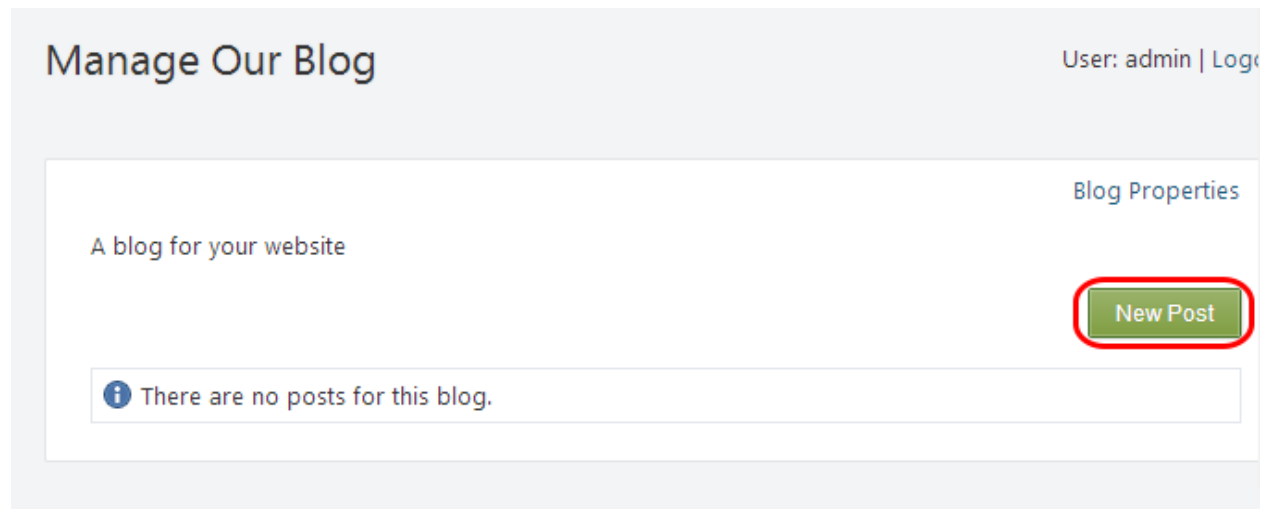 Manage Our Blog
User: admin | Logo
Blog Properties
A blog for your website
New Post
There are no posts for this blog.